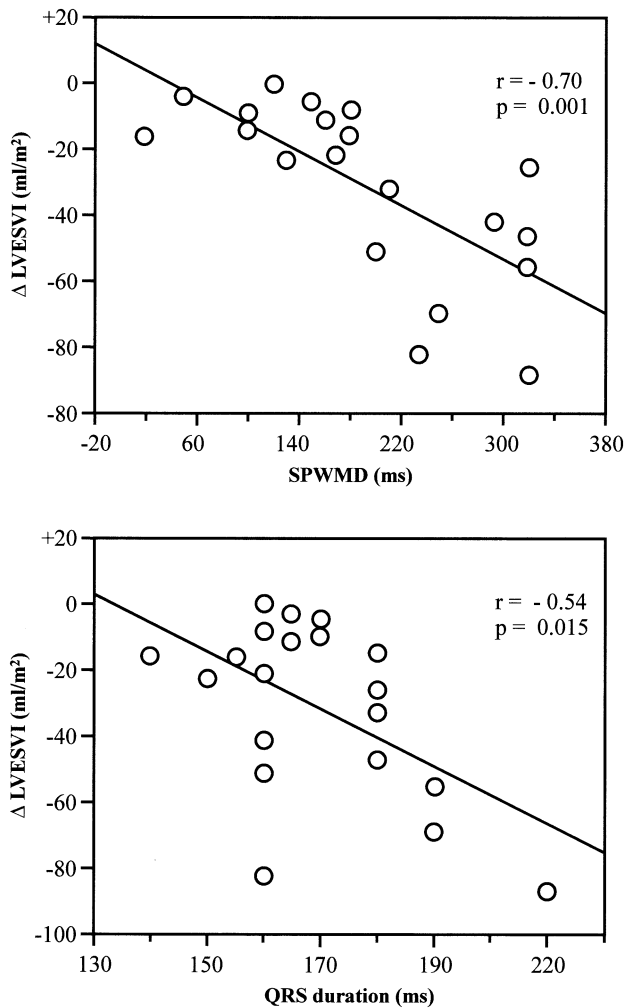 +20
0
-20
-40
-60
-80
-80
Δ LVESVI (ml/m²)
r = - 0.70
p = 0.001
-20 60 140 220 300 380
SPWMD (ms)
+20
0
-20
-40
-60
-80
-100
Δ LVESVI (ml/m²)
r = - 0.54
p = 0.015
130 150 170 190 220
QRS duration (ms)